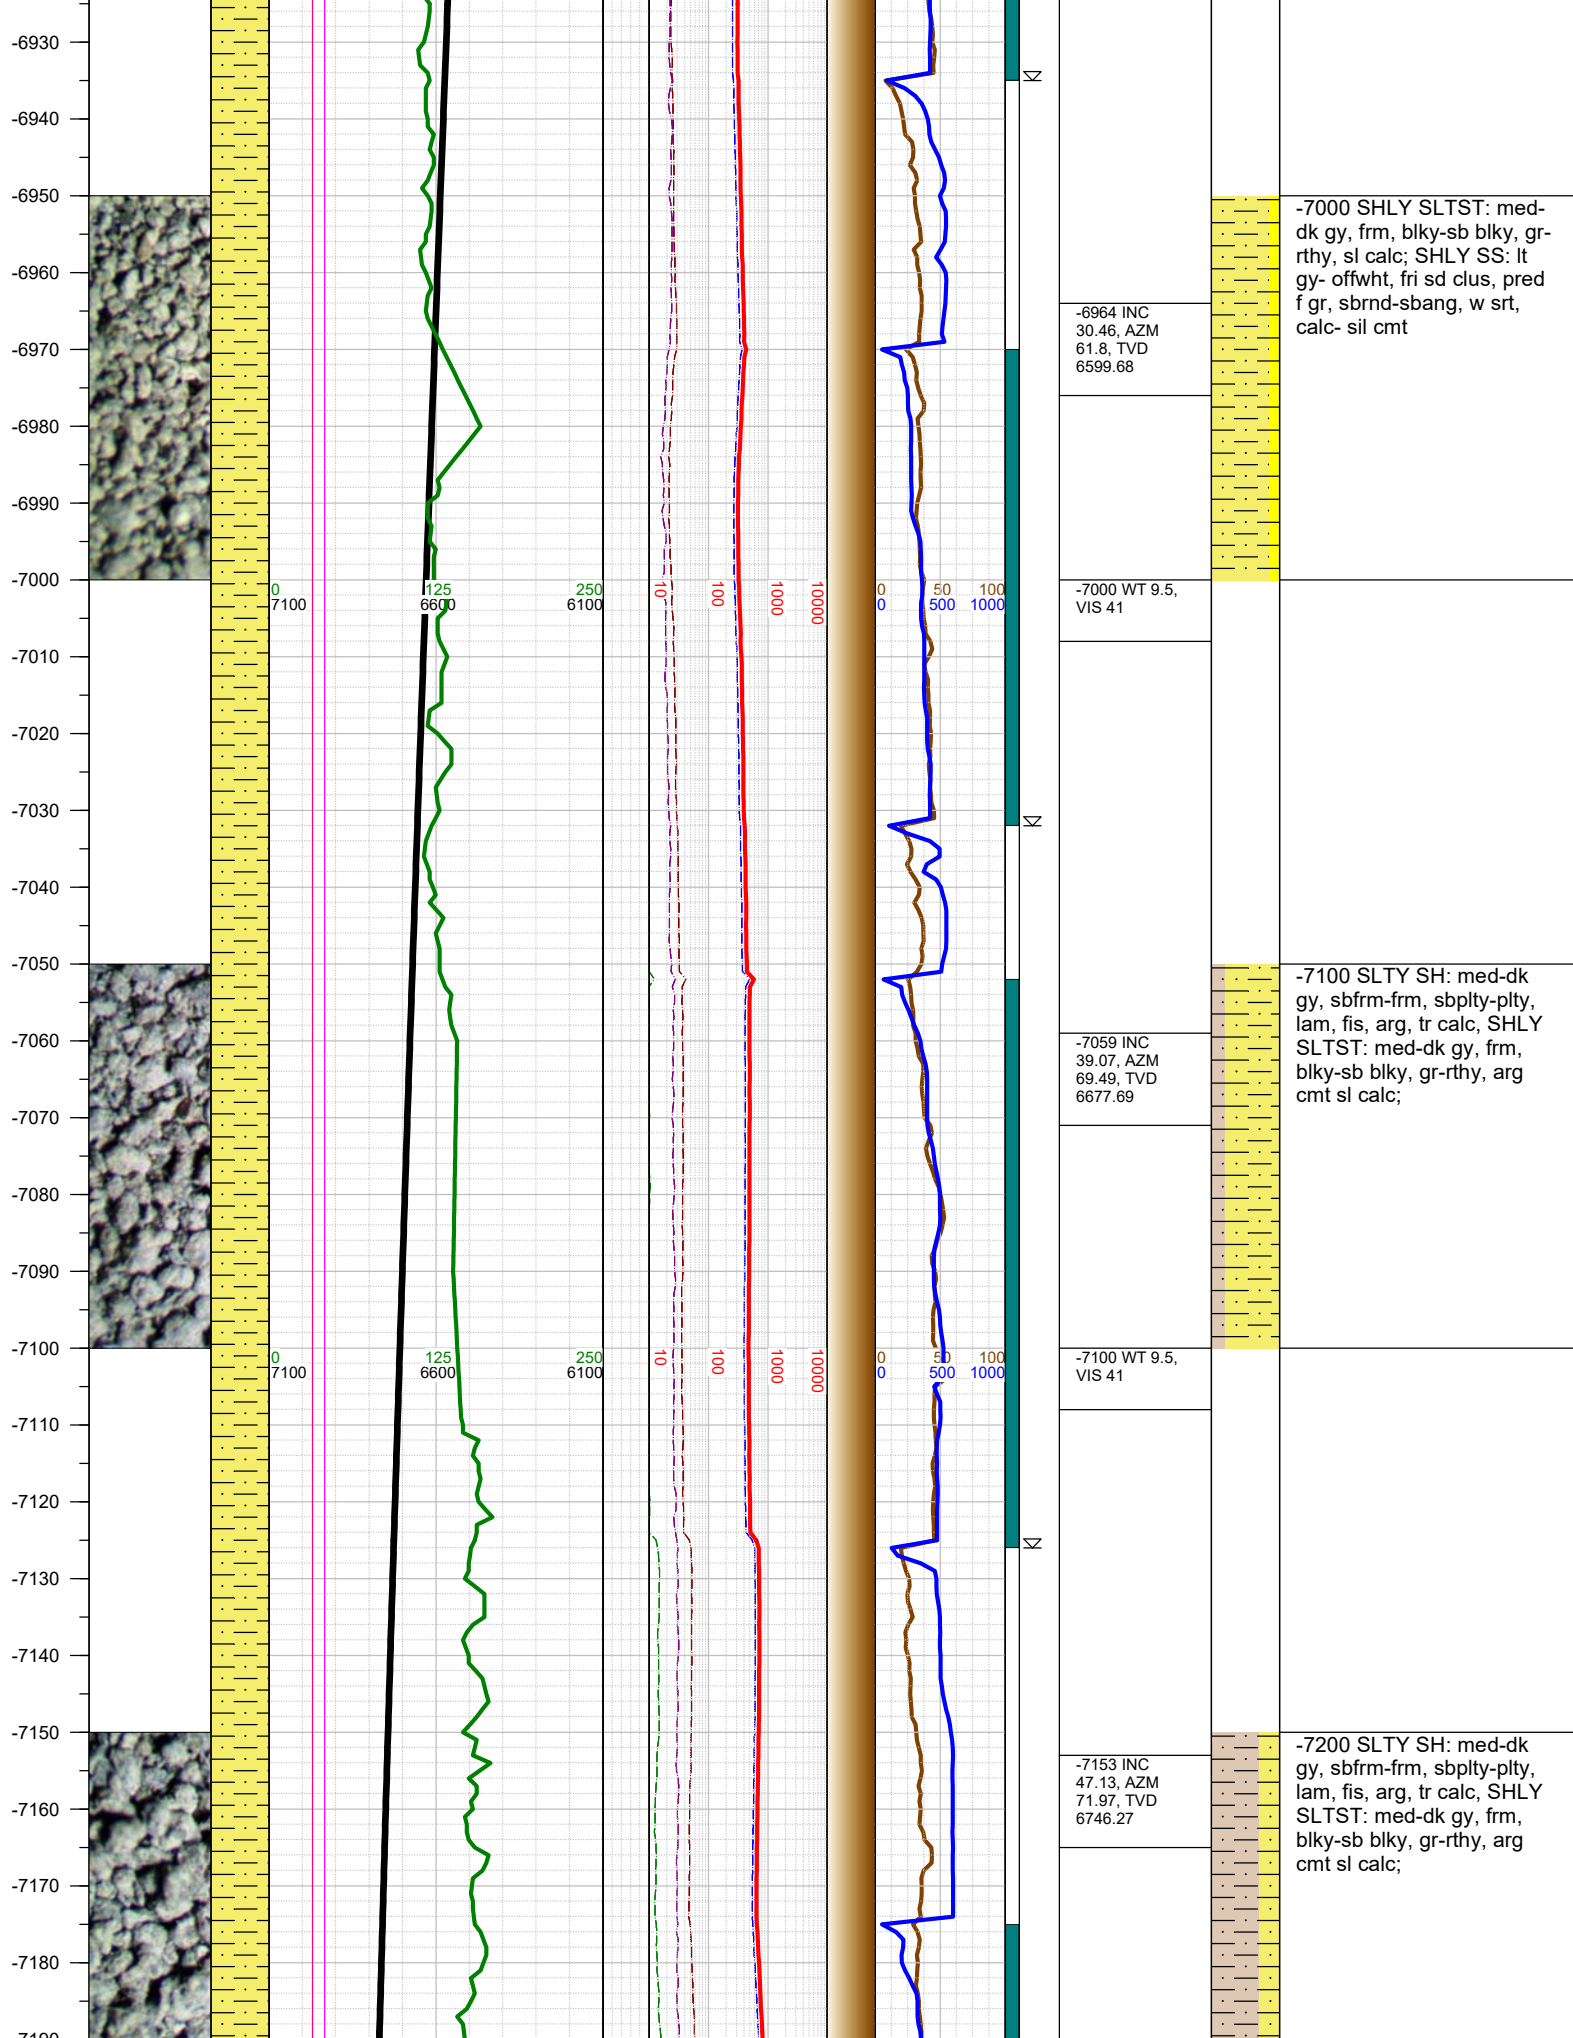 -6930
-6940
-6950
-7000 SHLY SLTST: med-
dk gy, frm, blky-sb blky, gr-
rthy, sl calc; SHLY SS: lt
gy- offwht, fri sd clus, pred
f gr, sbrnd-sbang, w srt,
calc- sil cmt
-6960
-6964 INC
30.46, AZM
61.8, TVD
6599.68
-6970
-6980
-6990
-7000
0 125 250
7100 6600 6100
10 100 1000 10000
0 50 100
0 500 1000
-7000 WT 9.5,
VIS 41
-7010
-7020
-7030
-7040
-7050
-7100 SLTY SH: med-dk
gy, sbfrm-frm, sbplty-plty,
lam, fis, arg, tr calc, SHLY
SLTST: med-dk gy, frm,
blky-sb blky, gr-rthy, arg
cmt sl calc;
-7060
-7059 INC
39.07, AZM
69.49, TVD
6677.69
-7070
-7080
-7090
-7100
0 125 250
7100 6600 6100
10 100 1000 10000
0 50 100
0 500 1000
-7100 WT 9.5,
VIS 41
-7110
-7120
-7130
-7140
-7150
-7200 SLTY SH: med-dk
gy, sbfrm-frm, sbplty-plty,
lam, fis, arg, tr calc, SHLY
SLTST: med-dk gy, frm,
blky-sb blky, gr-rthy, arg
cmt sl calc;
-7153 INC
47.13, AZM
71.97, TVD
6746.27
-7160
-7170
-7180